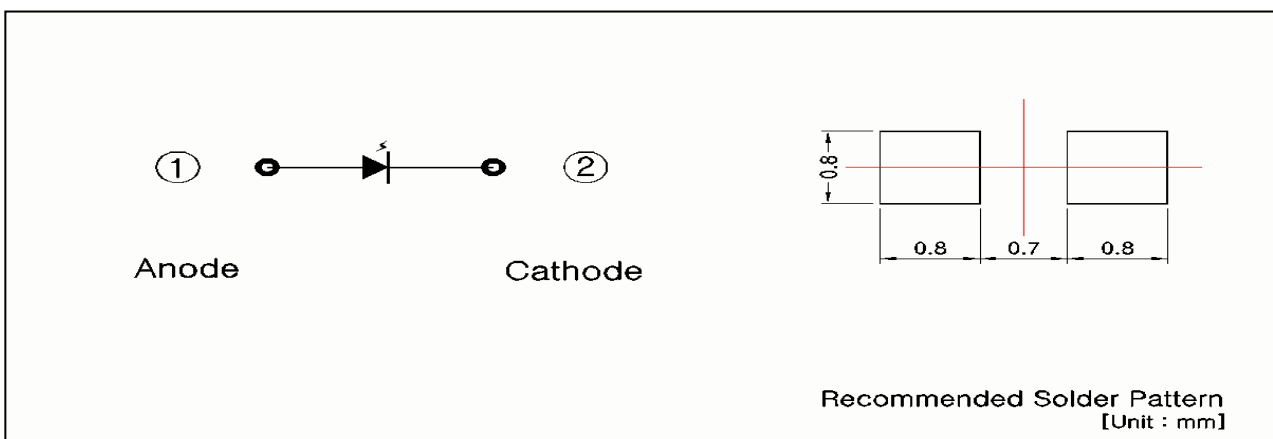 ① ②
Anode Cathode
0.8
0.8 0.7 0.8
Recommended Solder Pattern
[Unit : mm]